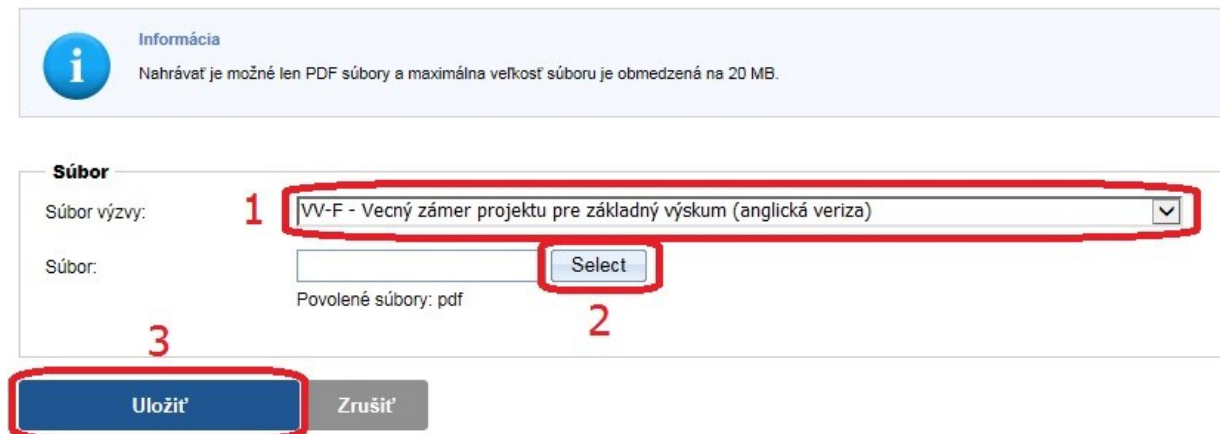 Informácia
Nahrávať je možné len PDF súbory a maximálna veľkosť súboru je obmedzená na 20 MB.
Súbor
Súbor výzvy: 1 VV-F - Vecný zámer projektu pre základný výskum (anglická veriza)
Súbor: Select
Povolené súbory: pdf
2
3
Uložiť Zrušiť